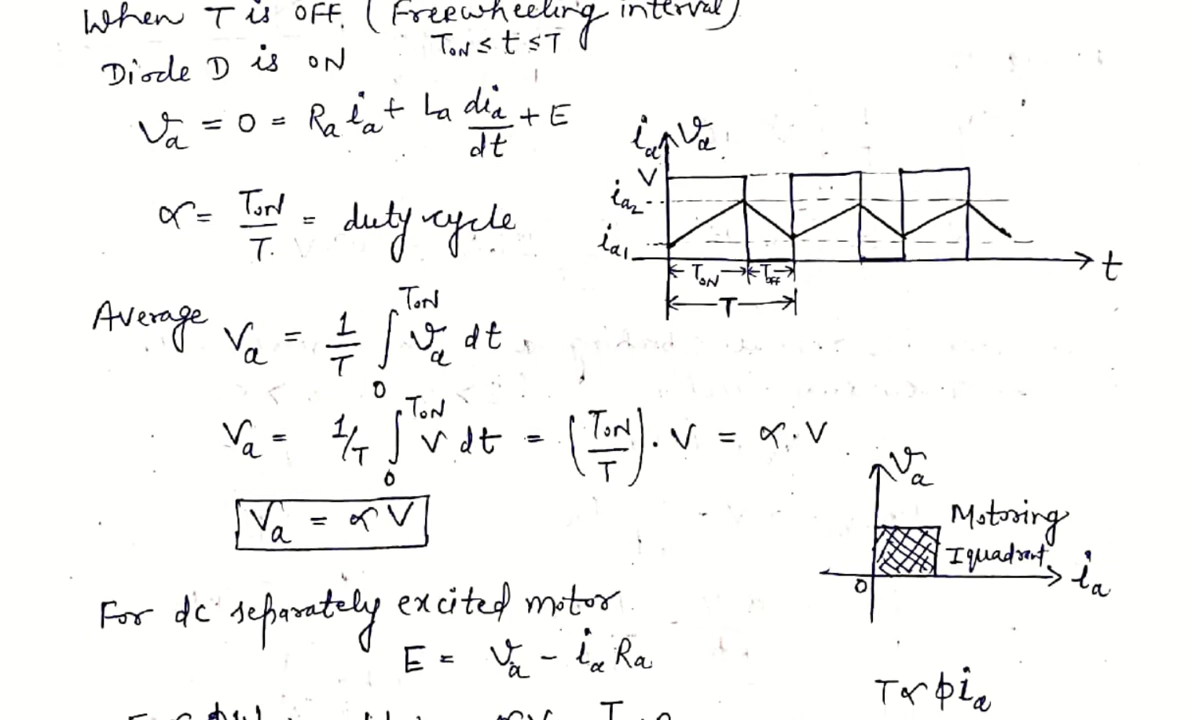 When T is OFF. (Freewheeling interval)
TON ≤ t ≤ T
Diode D is ON
va = 0 = Ra ia + La dia/dt + E
α = TON/T. = duty cycle
ia va
V
ia2
ia1
t
TON TOFF
T
Average Va = 1/T ∫0^TON va dt
Va = 1/T ∫0^TON V dt = (TON/T) . V = α . V
Va = α V
va
Motoring
I quadrant
0
ia
For dc separately excited motor
E = va - ia Ra
T α ϕ ia